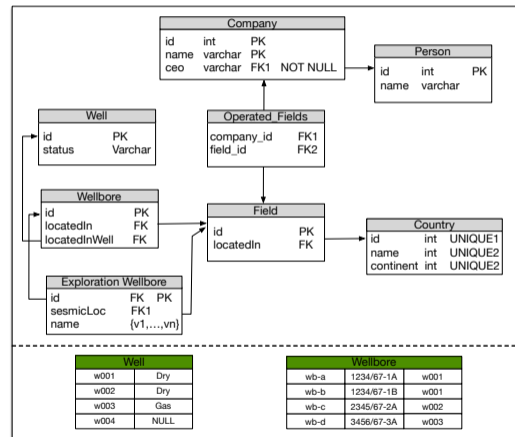 Company
id int PK
name varchar PK
ceo varchar FK1 NOT NULL
Person
id int PK
name varchar
Well
id PK
status Varchar
Operated_Fields
company_id FK1
field_id FK2
Wellbore
id PK
locatedIn FK
locatedInWell FK
Field
id PK
locatedIn FK
Country
id int UNIQUE1
name int UNIQUE2
continent int UNIQUE2
Exploration Wellbore
id FK PK
sesmicLoc FK1
name {v1,...,vn}
Well
w001 Dry
w002 Dry
w003 Gas
w004 NULL
Wellbore
wb-a 1234/67-1A w001
wb-b 1234/67-1B w001
wb-c 2345/67-2A w002
wb-d 3456/67-3A w003